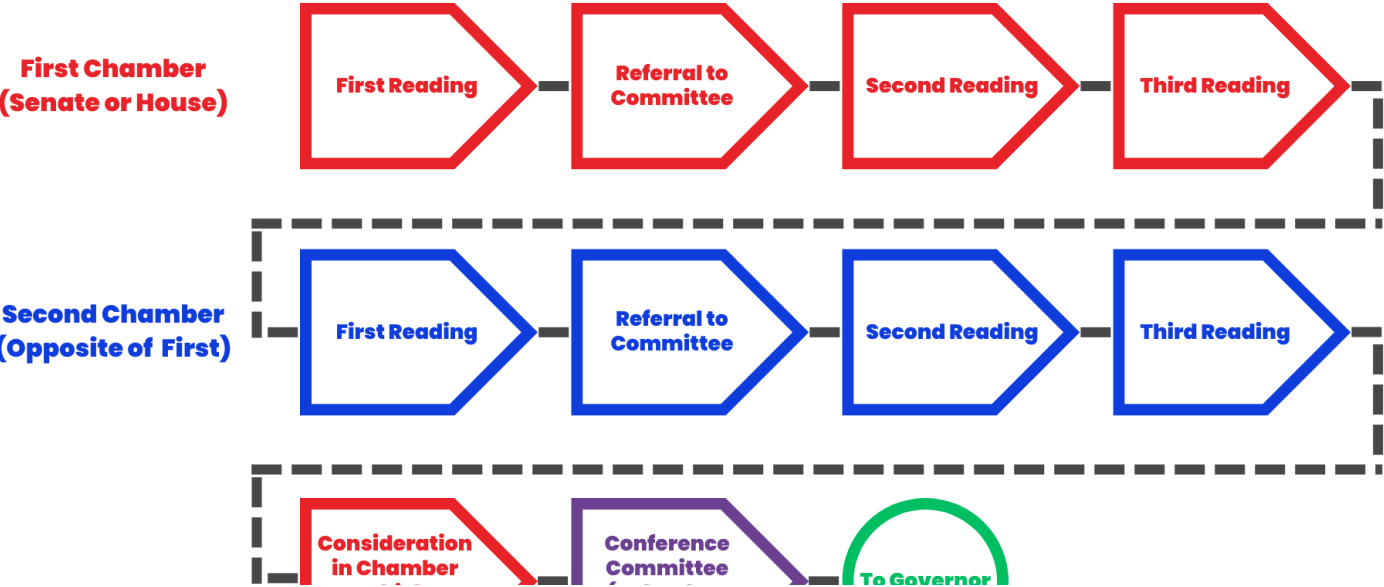 First Chamber
(Senate or House)
First Reading
Referral to
Committee
Second Reading
Third Reading
Second Chamber
(Opposite of First)
First Reading
Referral to
Committee
Second Reading
Third Reading
Consideration
in Chamber
Conference
Committee
To Governor